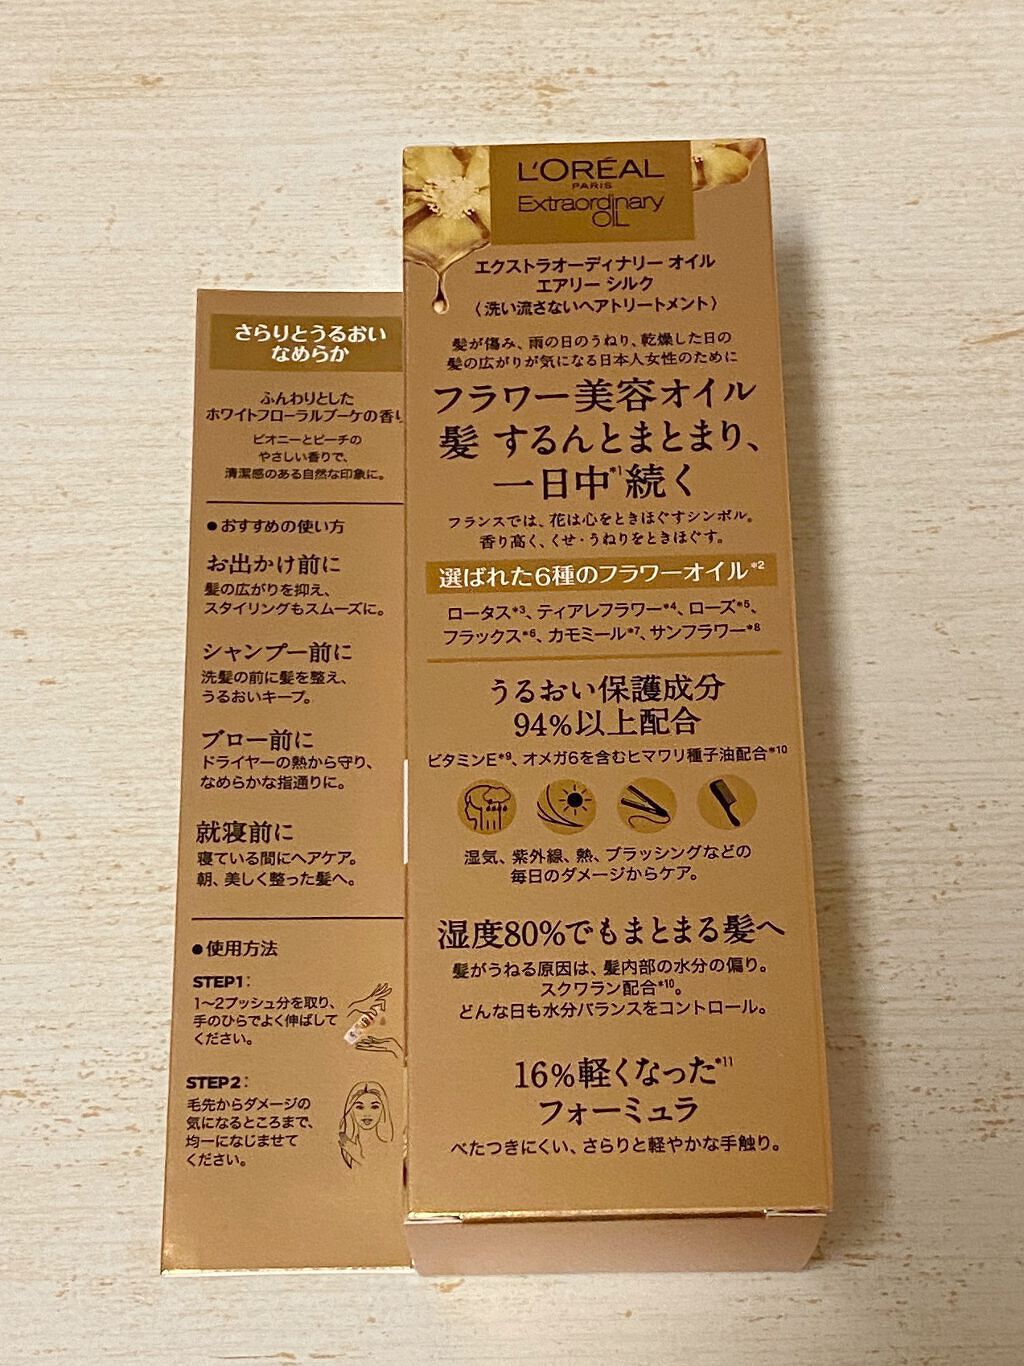 L'ORÉAL
PARIS
Extraordinary
OIL
エクストラオーディナリー オイル
エアリー シルク
〈洗い流さないヘアトリートメント〉
髪が傷み、雨の日のうねり、乾燥した日の
髪の広がりが気になる日本人女性のために
フラワー美容オイル
髪 するんとまとまり、
一日中*1続く
フランスでは、花は心をときほぐすシンボル。
香り高く、くせ・うねりをときほぐす。
選ばれた6種のフラワーオイル*2
ロータス*3、ティアレフラワー*4、ローズ*5、
フラックス*6、カモミール*7、サンフラワー*8
うるおい保護成分
94%以上配合
ビタミンE*9、オメガ6を含むヒマワリ種子油配合*10
湿気、紫外線、熱、ブラッシングなどの
毎日のダメージからケア。
湿度80%でもまとまる髪へ
髪がうねる原因は、髪内部の水分の偏り。
スクワラン配合*10。
どんな日も水分バランスをコントロール。
16%軽くなった*11
フォーミュラ
べたつきにくい、さらりと軽やかな手触り。
さらりとうるおい
なめらか
ふんわりとした
ホワイトフローラルブーケの香り
ピオニーとピーチの
やさしい香りで、
清潔感のある自然な印象に。
●おすすめの使い方
お出かけ前に
髪の広がりを抑え、
スタイリングもスムーズに。
シャンプー前に
洗髪の前に髪を整え、
うるおいキープ。
ブロー前に
ドライヤーの熱から守り、
なめらかな指通りに。
就寝前に
寝ている間にヘアケア。
朝、美しく整った髪へ。
●使用方法
STEP1:
1〜2プッシュ分を取り、
手のひらでよく伸ばして
ください。
STEP2:
毛先からダメージの
気になるところまで、
均一になじませて
ください。